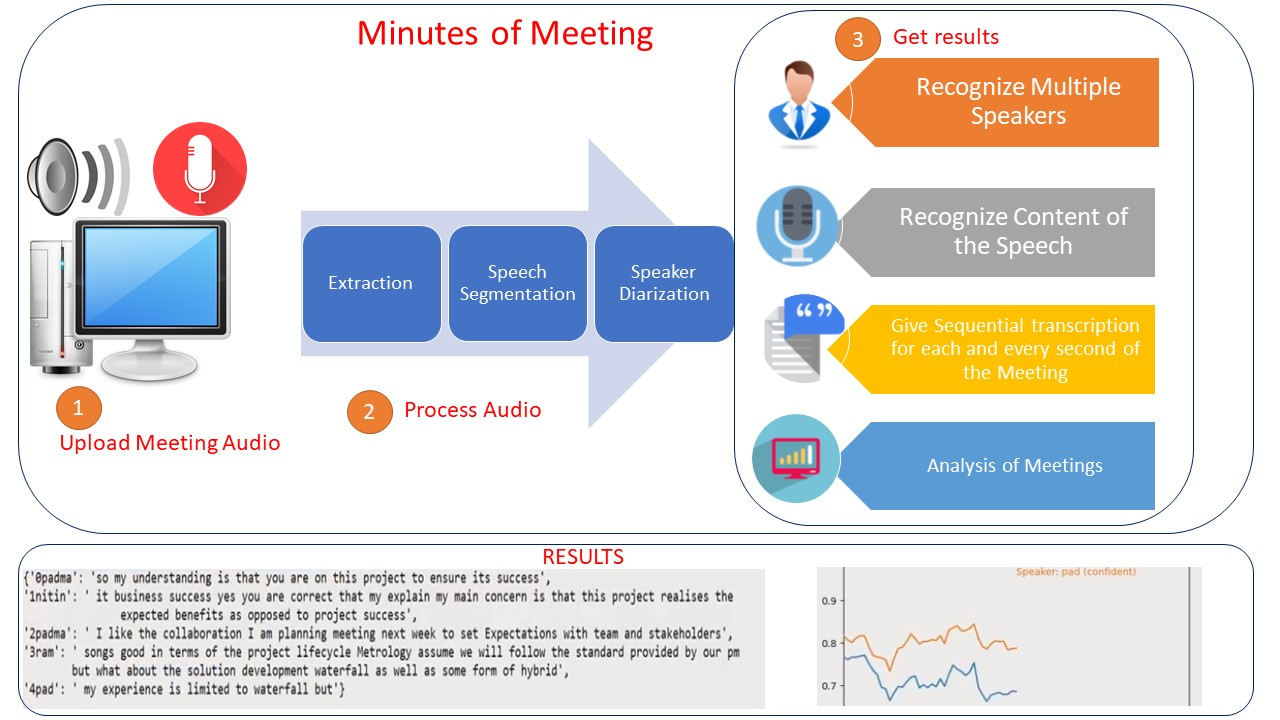 Minutes of Meeting
1
Upload Meeting Audio
2
Process Audio
Extraction
Speech
Segmentation
Speaker
Diarization
3
Get results
Recognize Multiple
Speakers
Recognize Content of
the Speech
Give Sequential transcription
for each and every second of
the Meeting
Analysis of Meetings
RESULTS
{'0padma': 'so my understanding is that you are on this project to ensure its success',
'1nitin': ' it business success yes you are correct that my explain my main concern is that this project realises the
expected benefits as opposed to project success',
'2padma': ' I like the collaboration I am planning meeting next week to set Expectations with team and stakeholders',
'3ram': ' songs good in terms of the project lifecycle Metrology assume we will follow the standard provided by our pm
but what about the solution development waterfall as well as some form of hybrid',
'4pad': ' my experience is limited to waterfall but'}
Speaker: pad (confident)
0.9
0.8
0.7